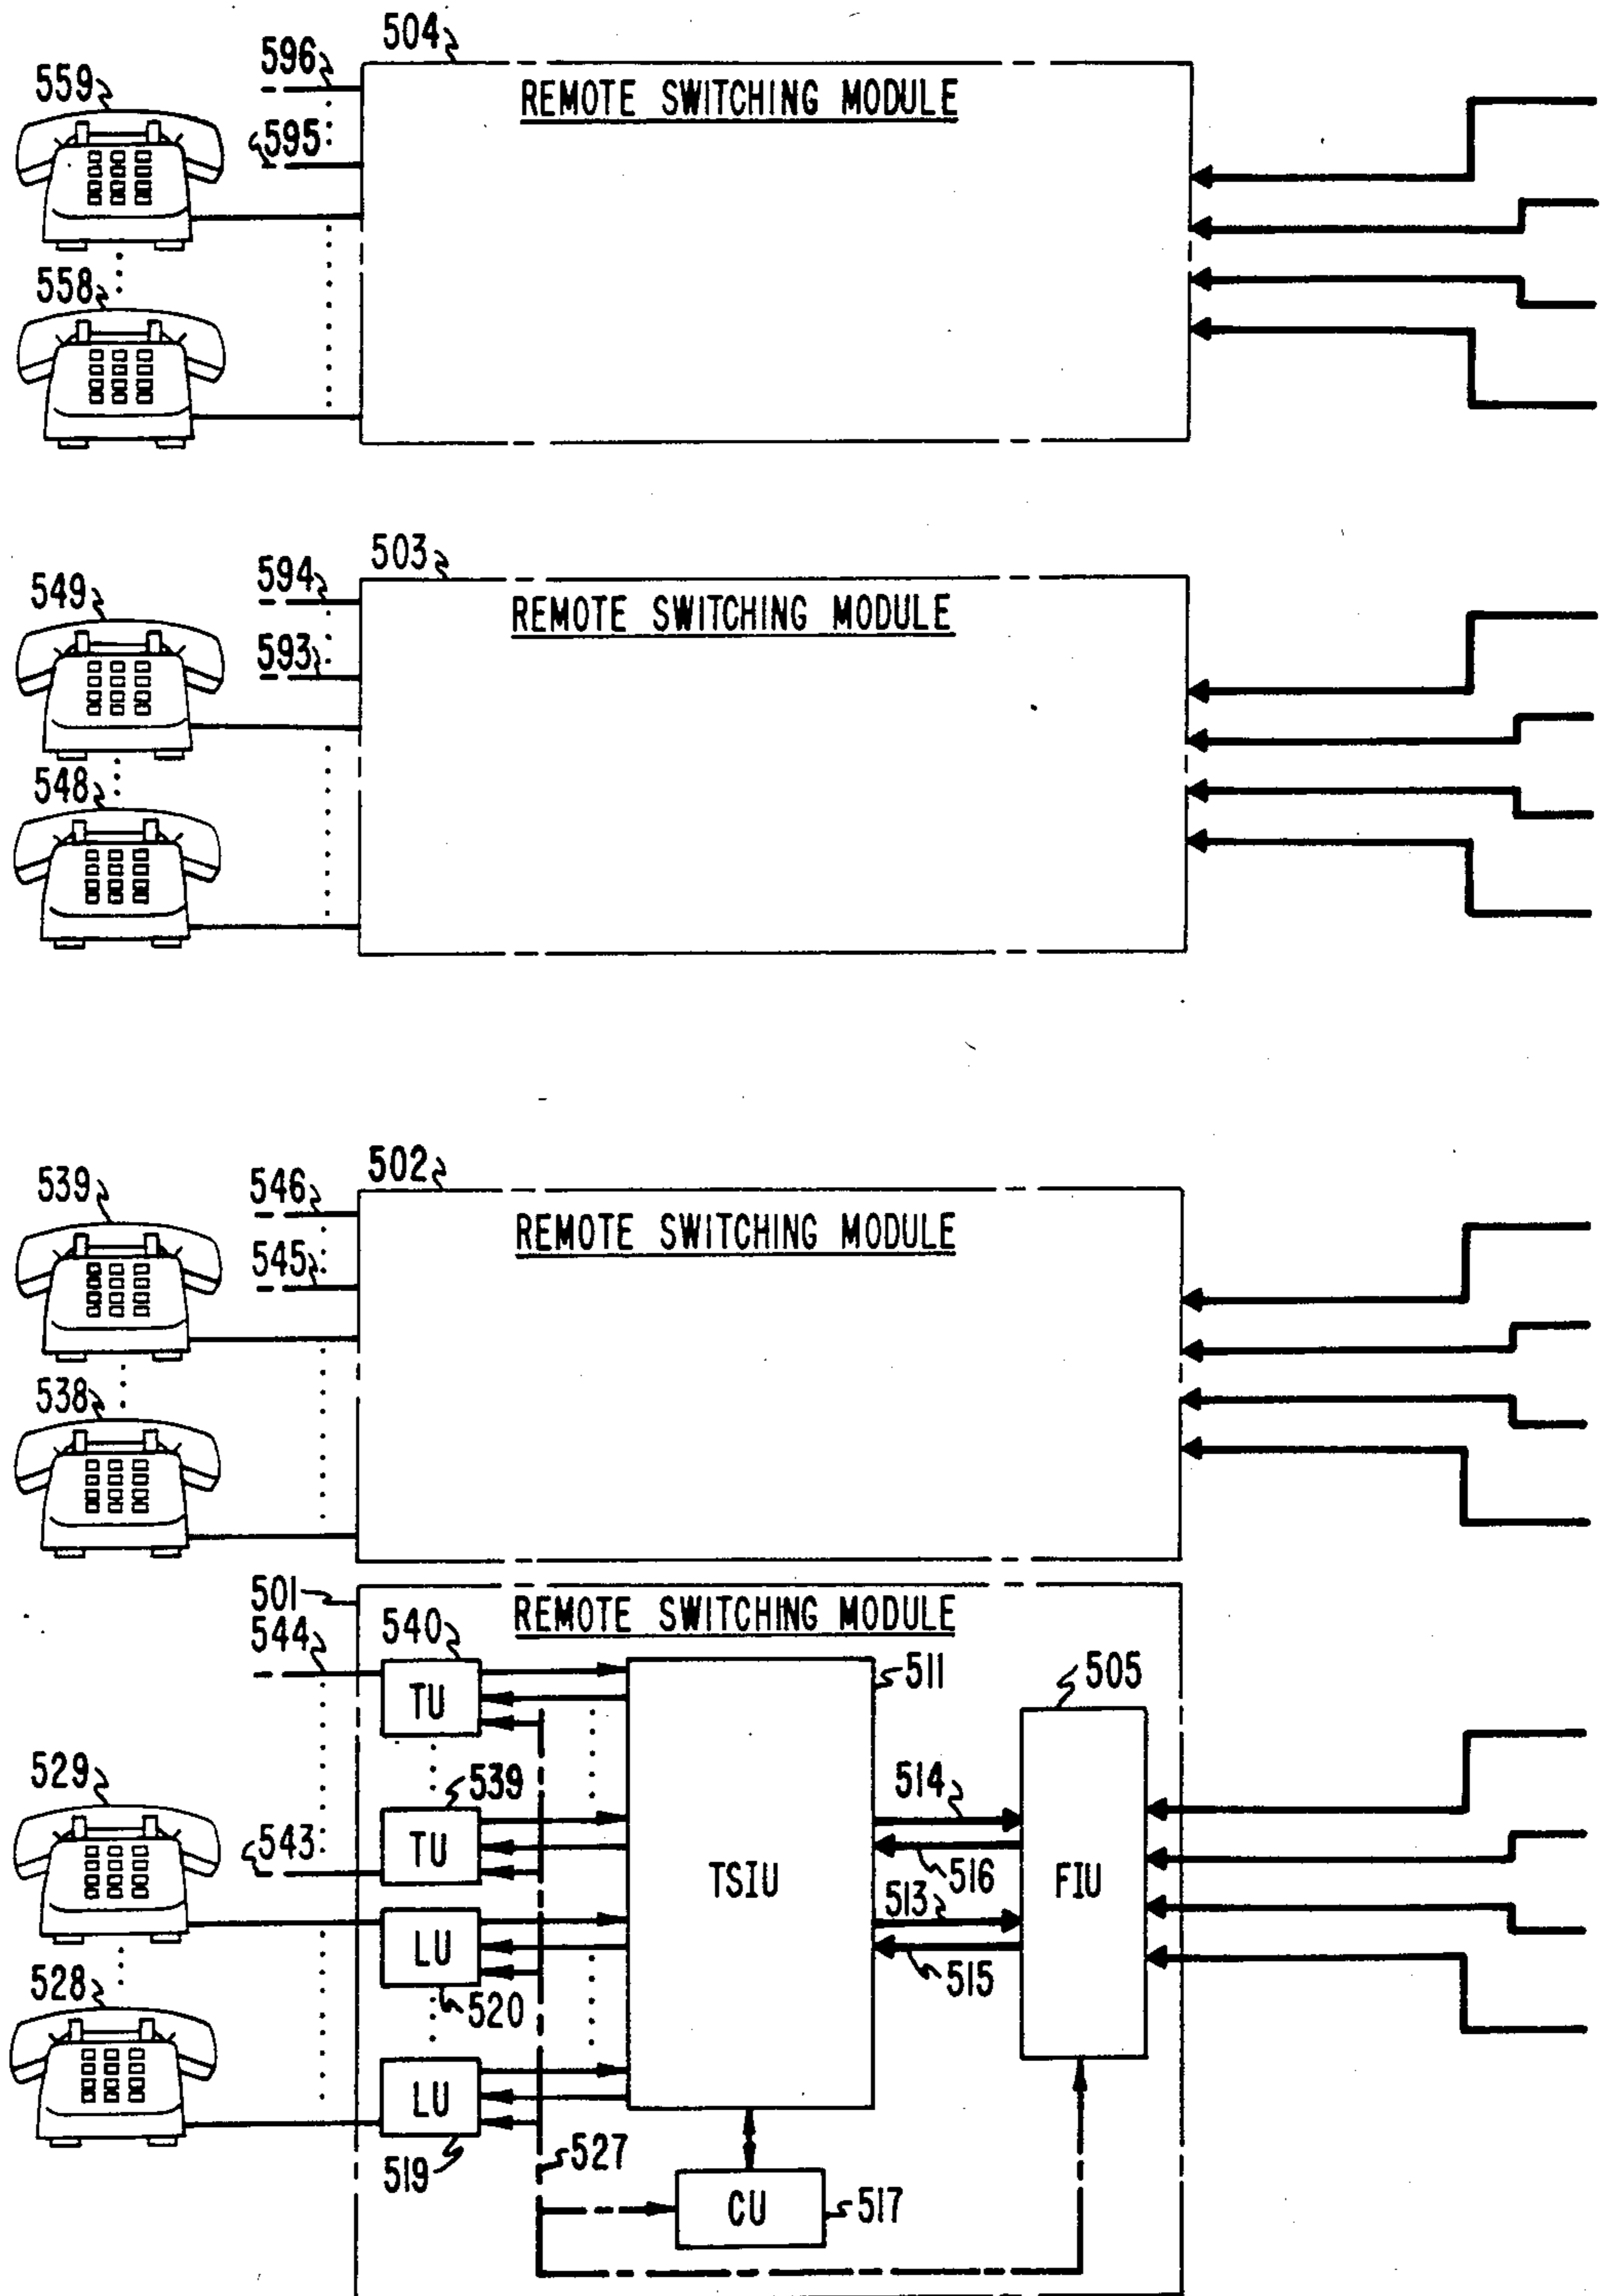 504
596
559
REMOTE SWITCHING MODULE
595
558
503
594
549
REMOTE SWITCHING MODULE
593
548
502
546
539
REMOTE SWITCHING MODULE
545
538
501
REMOTE SWITCHING MODULE
544
540
511
505
TU
529
539
514
543
TU
TSIU
516
FIU
513
LU
515
528
520
LU
519
527
CU
517